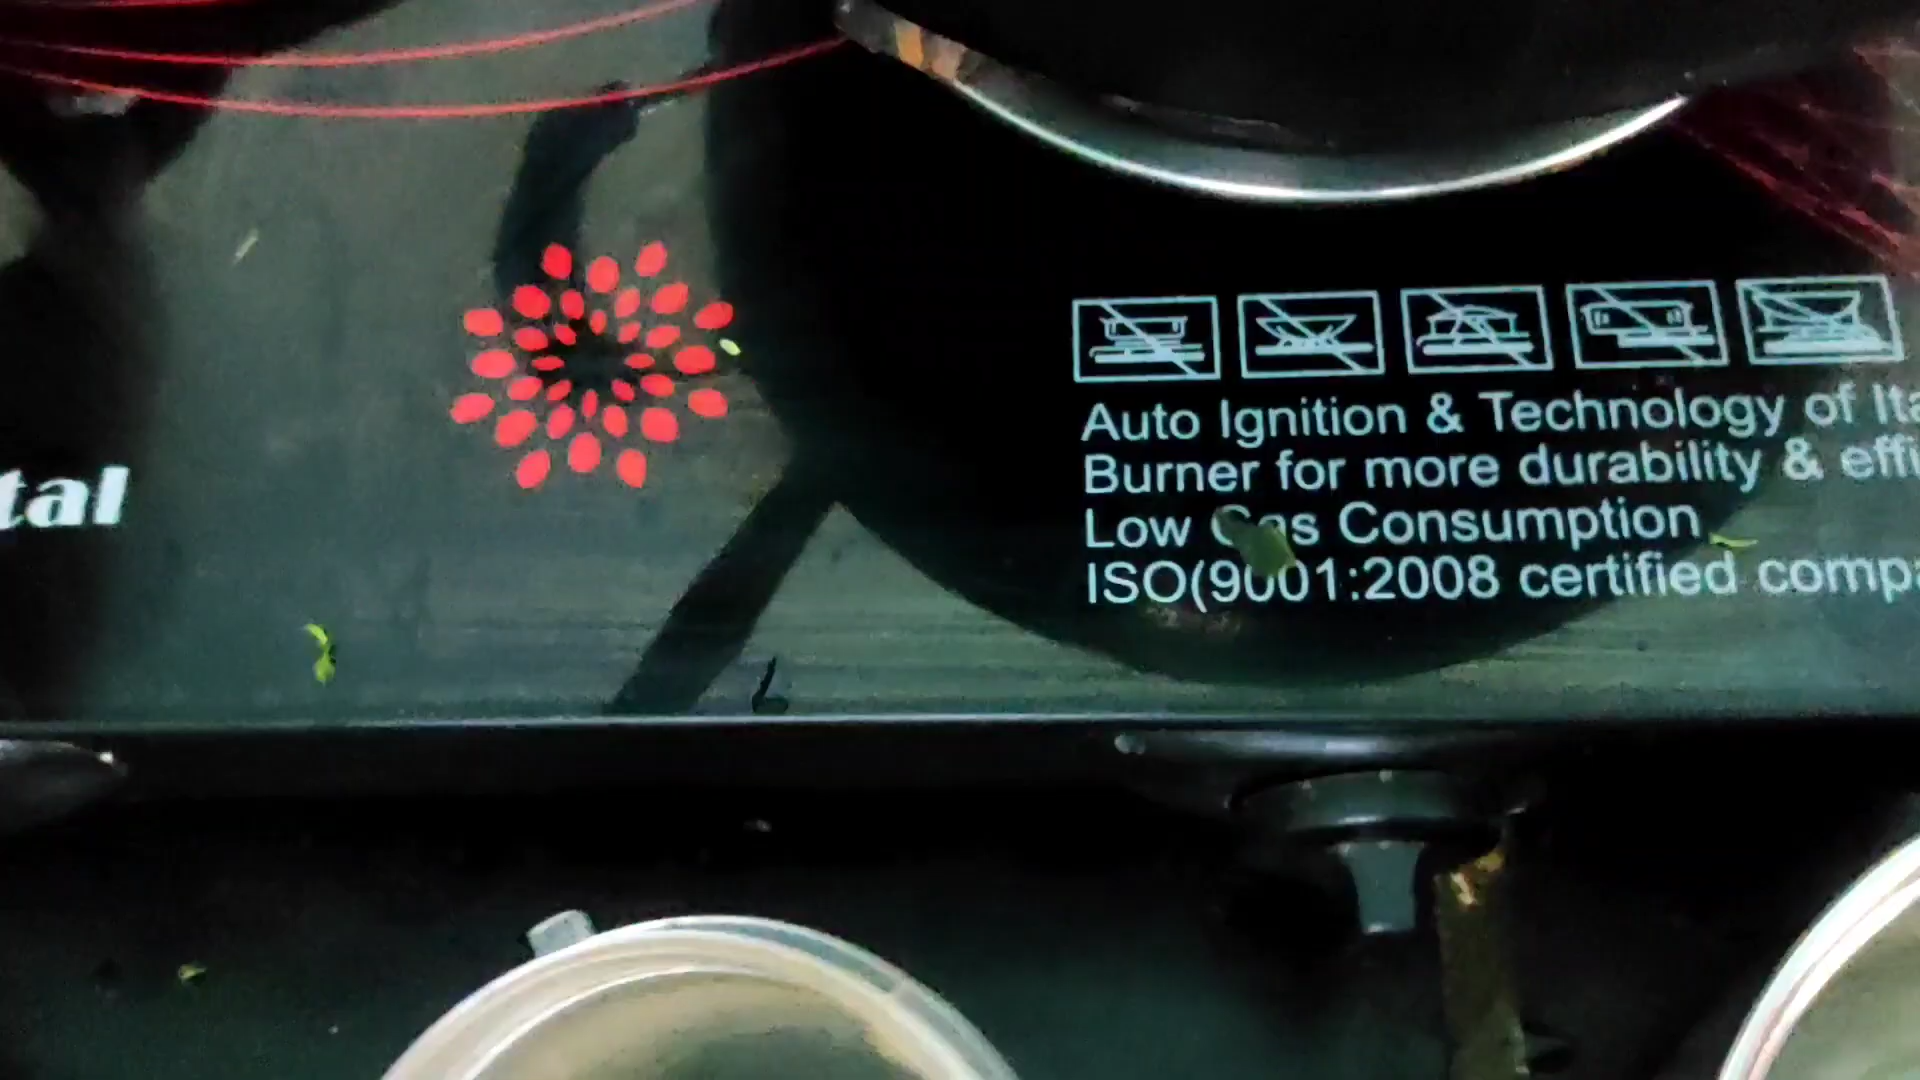 tal
Auto Ignition & Technology of Ita
Burner for more durability & effi
Low Gas Consumption
ISO(9001:2008 certified compa